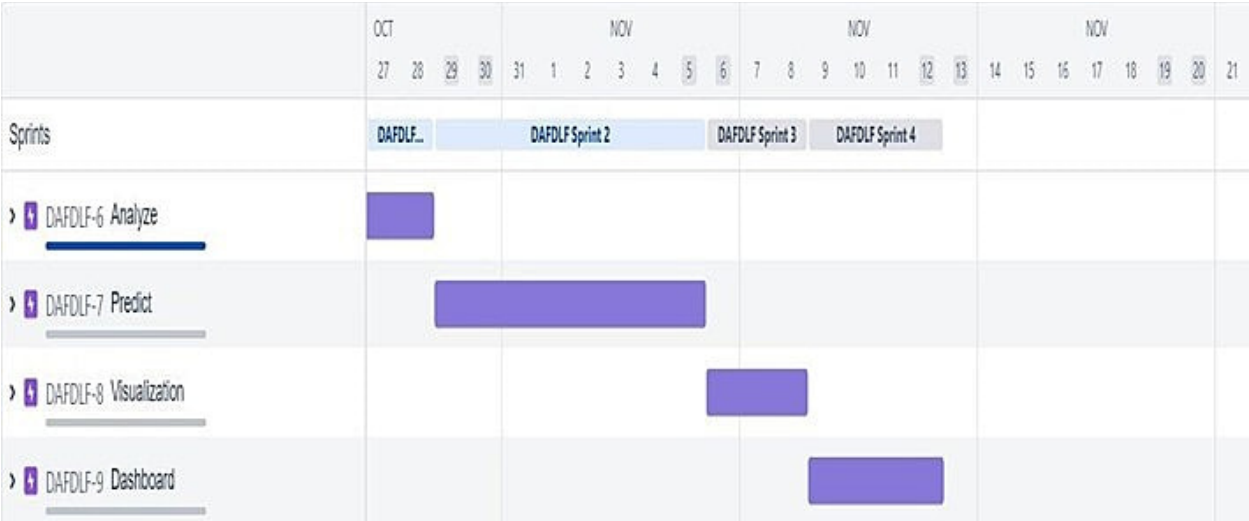 OCT NOV NOV NOV
27 28 29 30 31 1 2 3 4 5 6 7 8 9 10 11 12 13 14 15 16 17 18 19 20 21
Sprints DAFDLF... DAFDLF Sprint 2 DAFDLF Sprint 3 DAFDLF Sprint 4
DAFDLF-6 Analyze
DAFDLF-7 Predict
DAFDLF-8 Visualization
DAFDLF-9 Dashboard